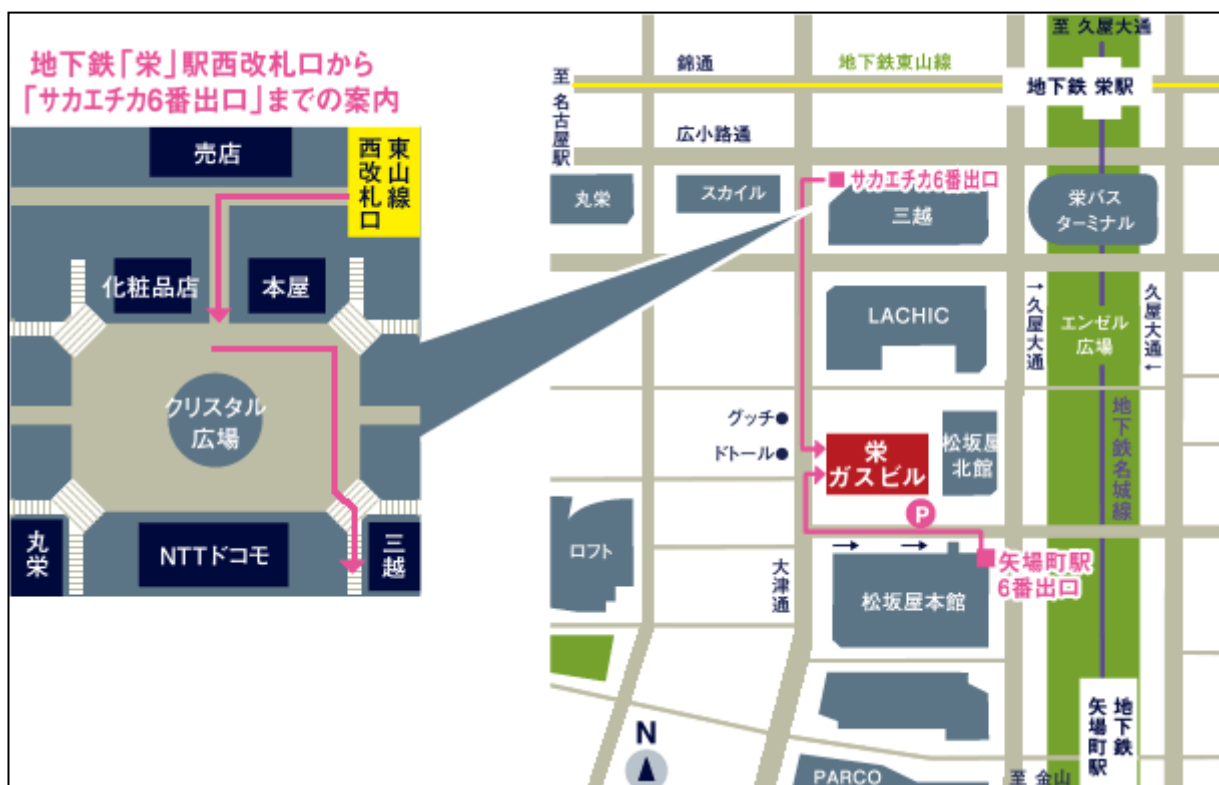 地下鉄「栄」駅西改札口から
「サカエチカ6番出口」までの案内
売店
東山線
西改札口
化粧品店
本屋
クリスタル
広場
丸栄
NTTドコモ
三越
至 久屋大通
錦通
地下鉄東山線
至 名古屋駅
地下鉄 栄駅
広小路通
サカエチカ6番出口
丸栄
スカイル
三越
栄バス
ターミナル
LACHIC
→久屋大通
エンゼル
広場
久屋大通←
グッチ
ドトール
栄
ガスビル
松坂屋
北館
地下鉄名城線
P
ロフト
大津通
松坂屋本館
矢場町駅
6番出口
地下鉄
矢場町駅
N
PARCO
至 金山